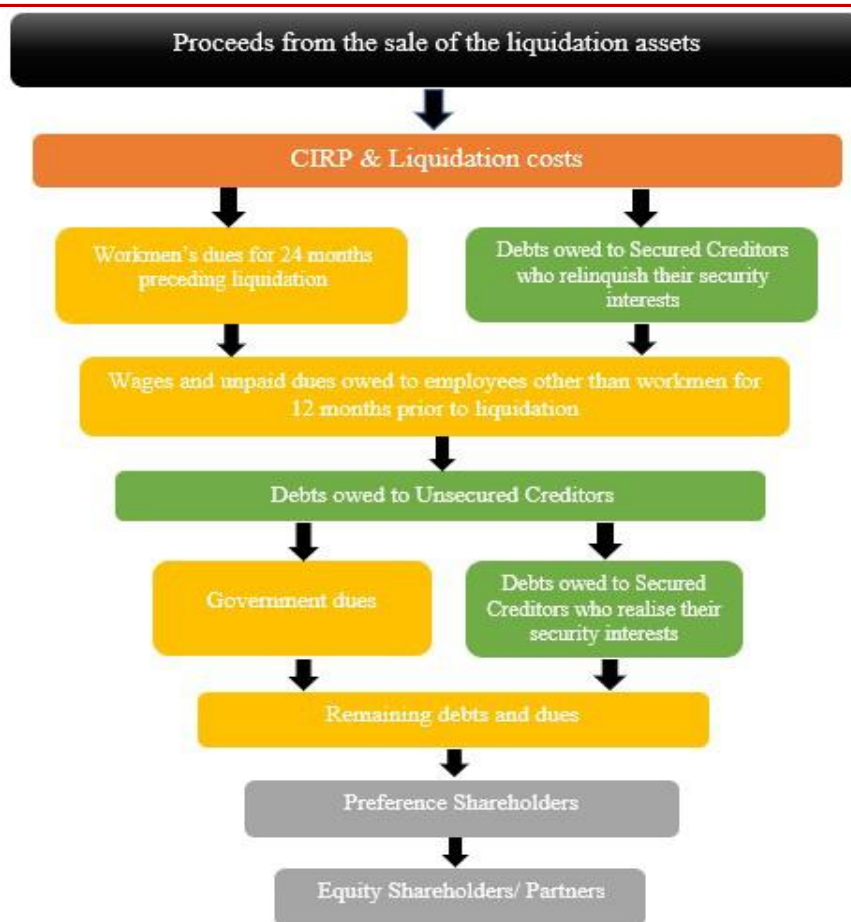 Proceeds from the sale of the liquidation assets
CIRP & Liquidation costs
Workmen's dues for 24 months
preceding liquidation
Debts owed to Secured Creditors
who relinquish their security
interests
Wages and unpaid dues owed to employees other than workmen for
12 months prior to liquidation
Debts owed to Unsecured Creditors
Government dues
Debts owed to Secured
Creditors who realise their
security interests
Remaining debts and dues
Preference Shareholders
Equity Shareholders/ Partners